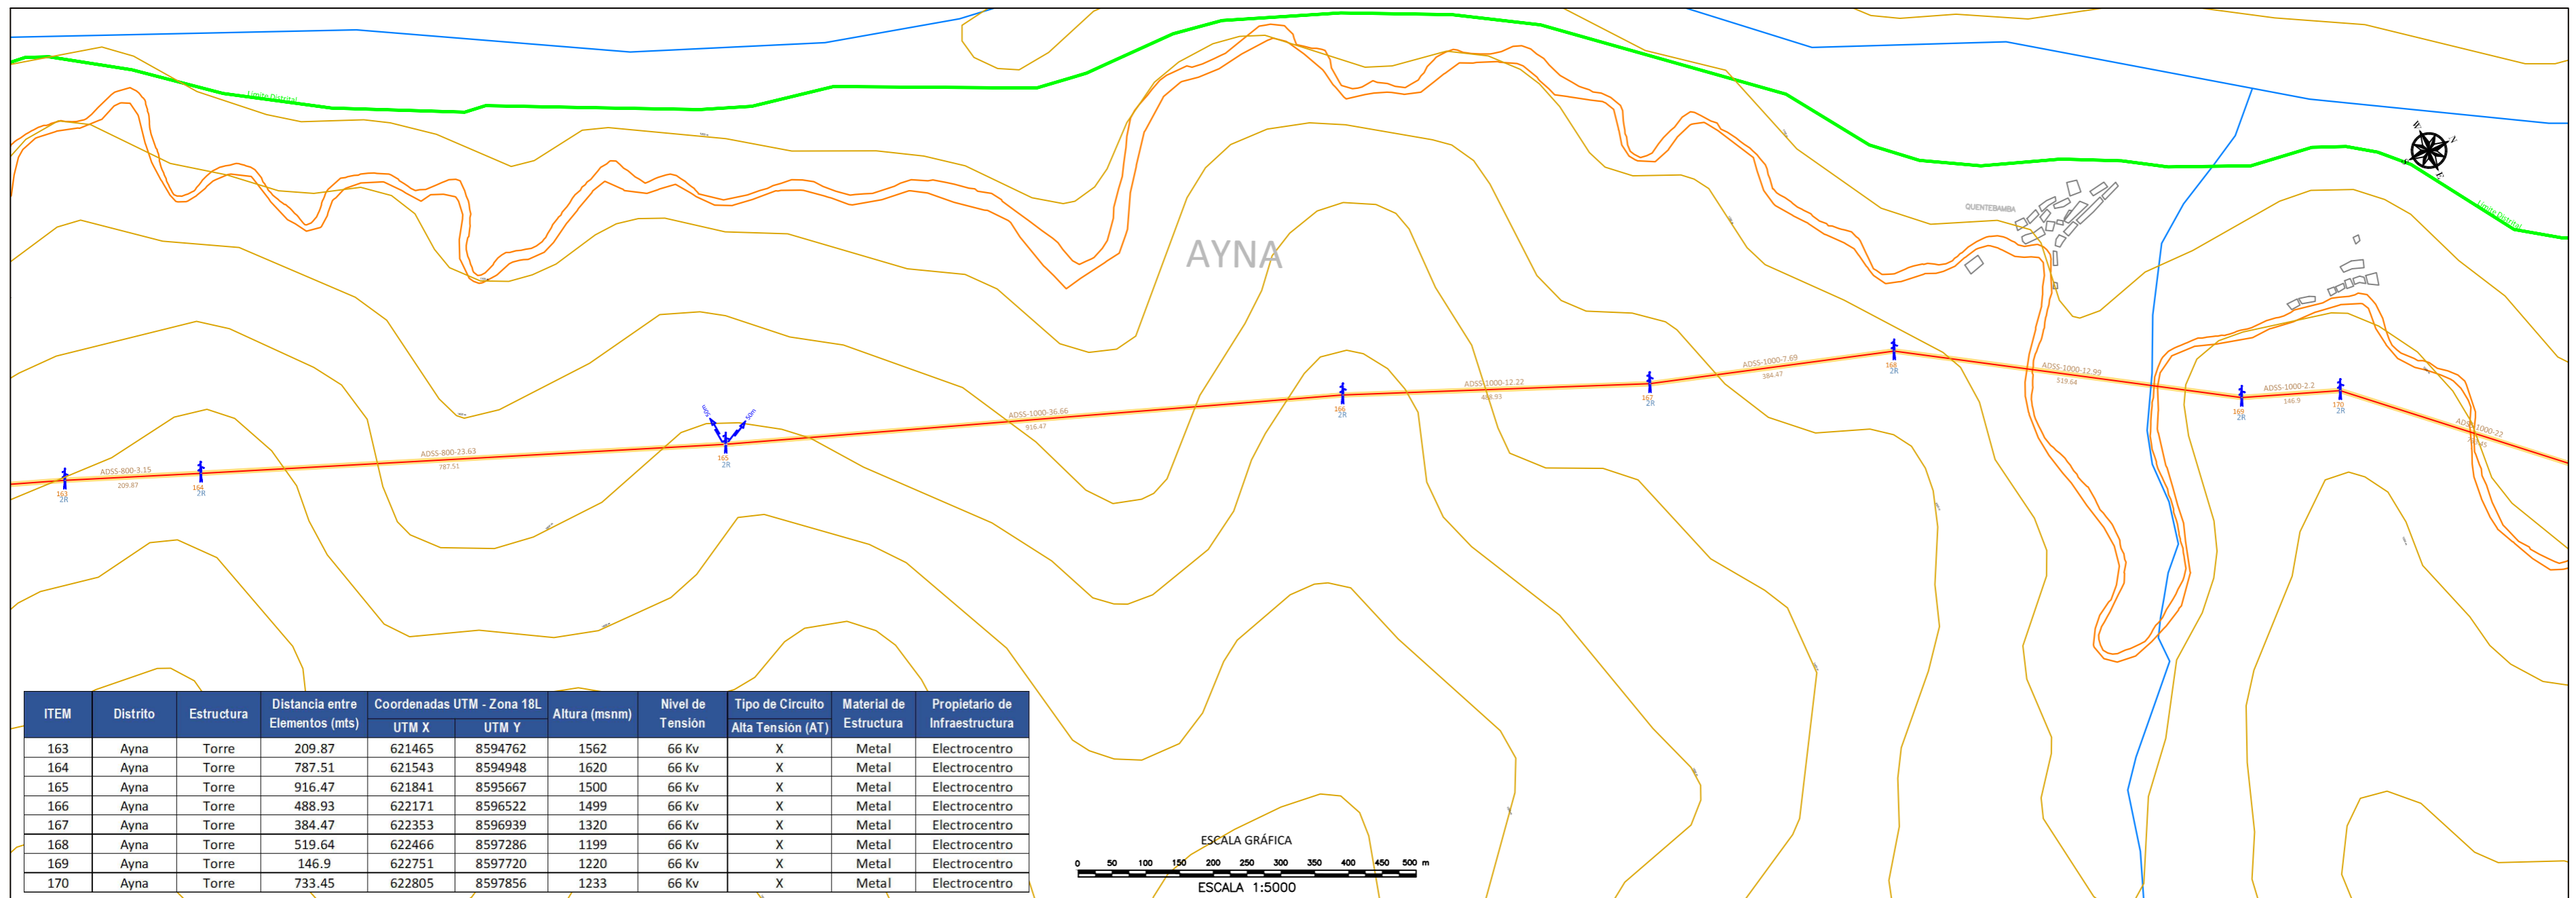 Limite Distrital
W
N
S
E
QUENTEBAMBA
Limite Distrital
AYNA
ADSS-1000-7.69
384.47
168
2R
ADSS-1000-12.99
519.64
ADSS-1000-12.22
488.93
167
2R
ADSS-1000-2.2
146.9
169
2R
170
2R
ADSS-1000-36.66
916.47
166
2R
50m
50m
165
2R
ADSS-1000-22
733.45
ADSS-800-23.63
787.51
ADSS-800-3.15
209.87
163
2R
164
2R
ITEM Distrito Estructura Distancia entre Elementos (mts) Coordenadas UTM - Zona 18L Altura (msnm) Nivel de Tensión Tipo de Circuito Material de Estructura Propietario de Infraestructura
UTM X UTM Y Alta Tensión (AT)
163 Ayna Torre 209.87 621465 8594762 1562 66 Kv X Metal Electrocentro
164 Ayna Torre 787.51 621543 8594948 1620 66 Kv X Metal Electrocentro
165 Ayna Torre 916.47 621841 8595667 1500 66 Kv X Metal Electrocentro
166 Ayna Torre 488.93 622171 8596522 1499 66 Kv X Metal Electrocentro
167 Ayna Torre 384.47 622353 8596939 1320 66 Kv X Metal Electrocentro
168 Ayna Torre 519.64 622466 8597286 1199 66 Kv X Metal Electrocentro
169 Ayna Torre 146.9 622751 8597720 1220 66 Kv X Metal Electrocentro
170 Ayna Torre 733.45 622805 8597856 1233 66 Kv X Metal Electrocentro
ESCALA GRÁFICA
0 50 100 150 200 250 300 350 400 450 500 m
ESCALA 1:5000